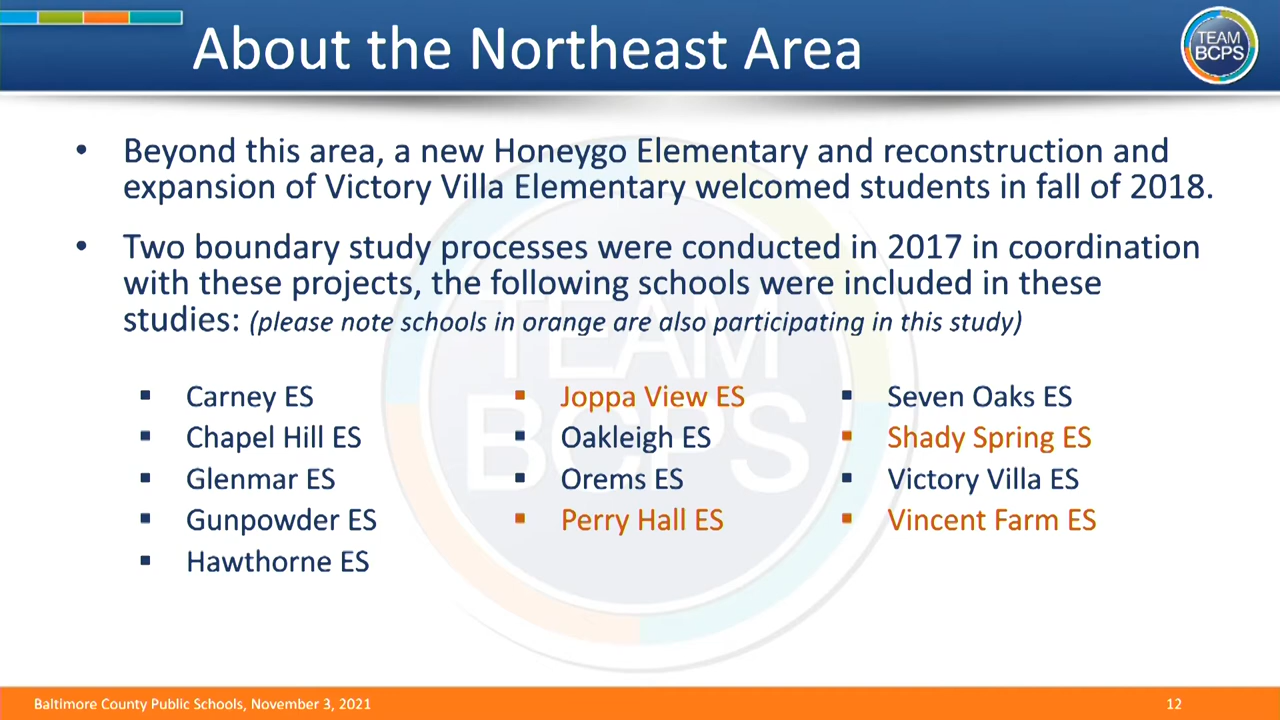 About the Northeast Area
TEAM
BCPS
• Beyond this area, a new Honeygo Elementary and reconstruction and
expansion of Victory Villa Elementary welcomed students in fall of 2018.
• Two boundary study processes were conducted in 2017 in coordination
with these projects, the following schools were included in these
studies: (please note schools in orange are also participating in this study)
TEAM
BCPS
▪ Carney ES
▪ Chapel Hill ES
▪ Glenmar ES
▪ Gunpowder ES
▪ Hawthorne ES
▪ Joppa View ES
▪ Oakleigh ES
▪ Orems ES
▪ Perry Hall ES
▪ Seven Oaks ES
▪ Shady Spring ES
▪ Victory Villa ES
▪ Vincent Farm ES
Baltimore County Public Schools, November 3, 2021
12